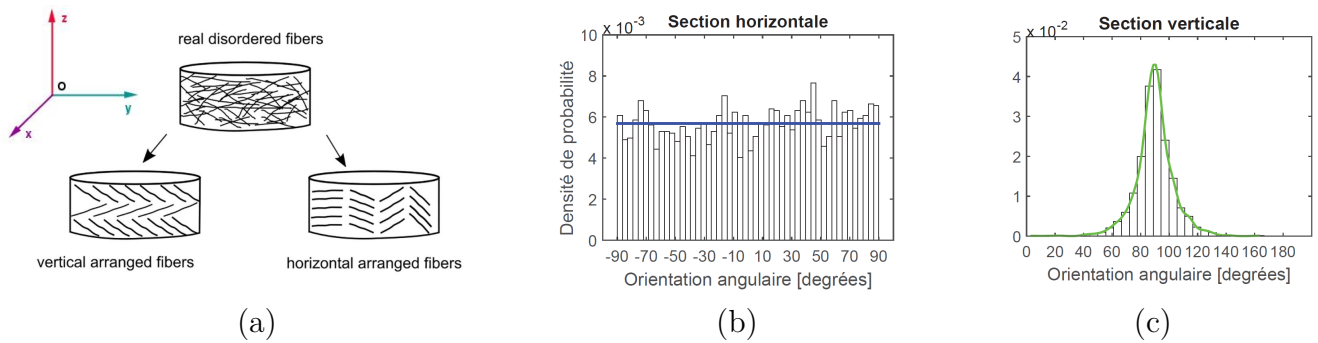 z
O
y
x
real disordered fibers
vertical arranged fibers
horizontal arranged fibers
(a)
Section horizontale
x 10^-3
Densité de probabilité
10
8
6
4
2
0
-90 -70 -50 -30 -10 10 30 50 70 90
Orientation angulaire [degrées]
(b)
Section verticale
x 10^-2
5
4
3
2
1
0
0 20 40 60 80 100 120 140 160 180
Orientation angulaire [degrées]
(c)